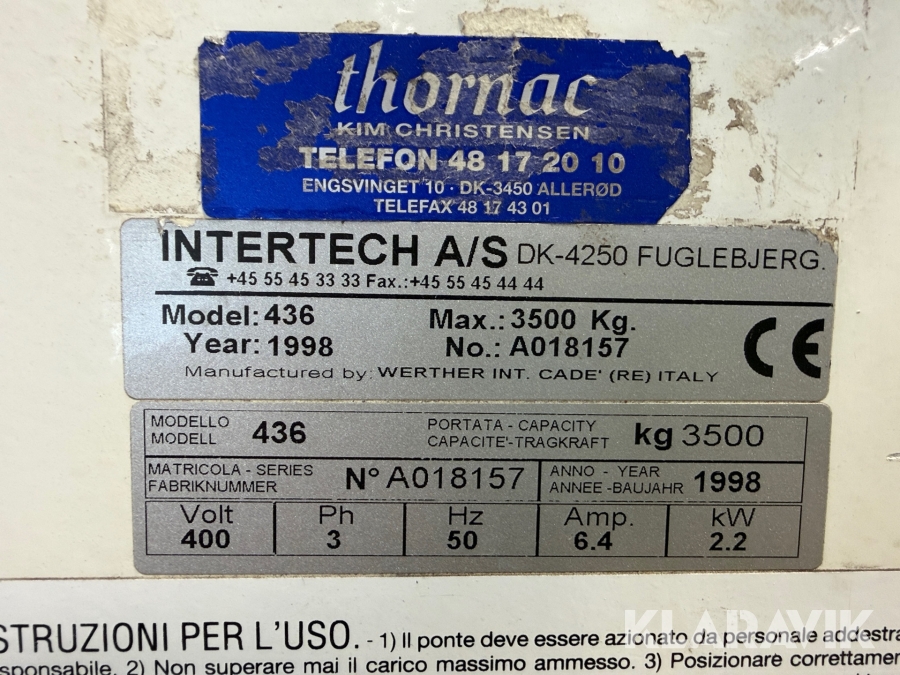 thornac
KIM CHRISTENSEN
TELEFON 48 17 20 10
ENGSVINGET 10 · DK-3450 ALLERØD
TELEFAX 48 17 43 01
INTERTECH A/S DK-4250 FUGLEBJERG.
☎ +45 55 45 33 33 Fax.:+45 55 45 44 44
Model: 436 Max.: 3500 Kg.
Year: 1998 No.: A018157
CE
Manufactured by: WERTHER INT. CADE' (RE) ITALY
MODELLO
MODELL 436
PORTATA - CAPACITY
CAPACITE'-TRAGKRAFT kg 3500
MATRICOLA - SERIES
FABRIKNUMMER N° A018157
ANNO - YEAR
ANNEE -BAUJAHR 1998
Volt Ph Hz Amp. kW
400 3 50 6.4 2.2
KLARAVIK
STRUZIONI PER L'USO. - 1) Il ponte deve essere azionato da personale addestra
sponsabile. 2) Non superare mai il carico massimo ammesso. 3) Posizionare correttamen